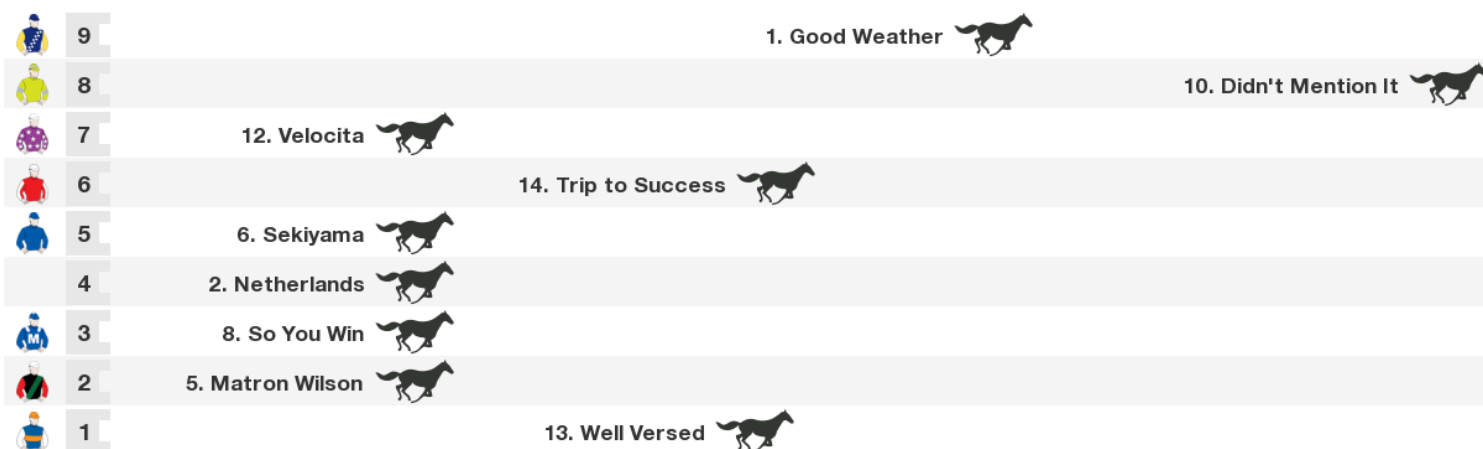 9 1. Good Weather
8 10. Didn't Mention It
7 12. Velocita
6 14. Trip to Success
5 6. Sekiyama
4 2. Netherlands
M 3 8. So You Win
2 5. Matron Wilson
1 13. Well Versed